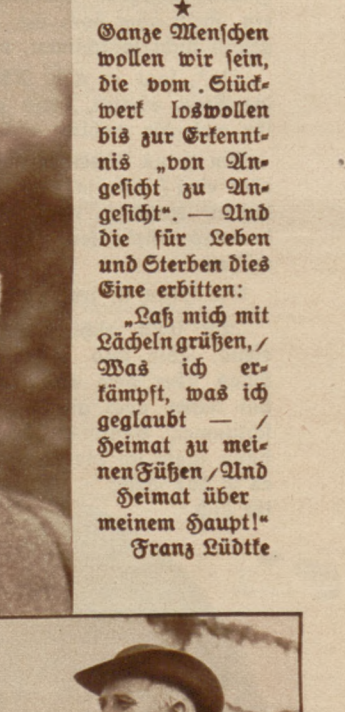 ★
Ganze Menschen
wollen wir sein,
die vom Stück-
werk loswollen
bis zur Erkennt-
nis „von An-
gesicht zu An-
gesicht“. — Und
die für Leben
und Sterben dies
Eine erbitten:
„Laß mich mit
Lächeln grüßen, /
Was ich er-
kämpft, was ich
geglaubt — /
Heimat zu mei-
nen Füßen / Und
Heimat über
meinem Haupt!“
Franz Lüdtke